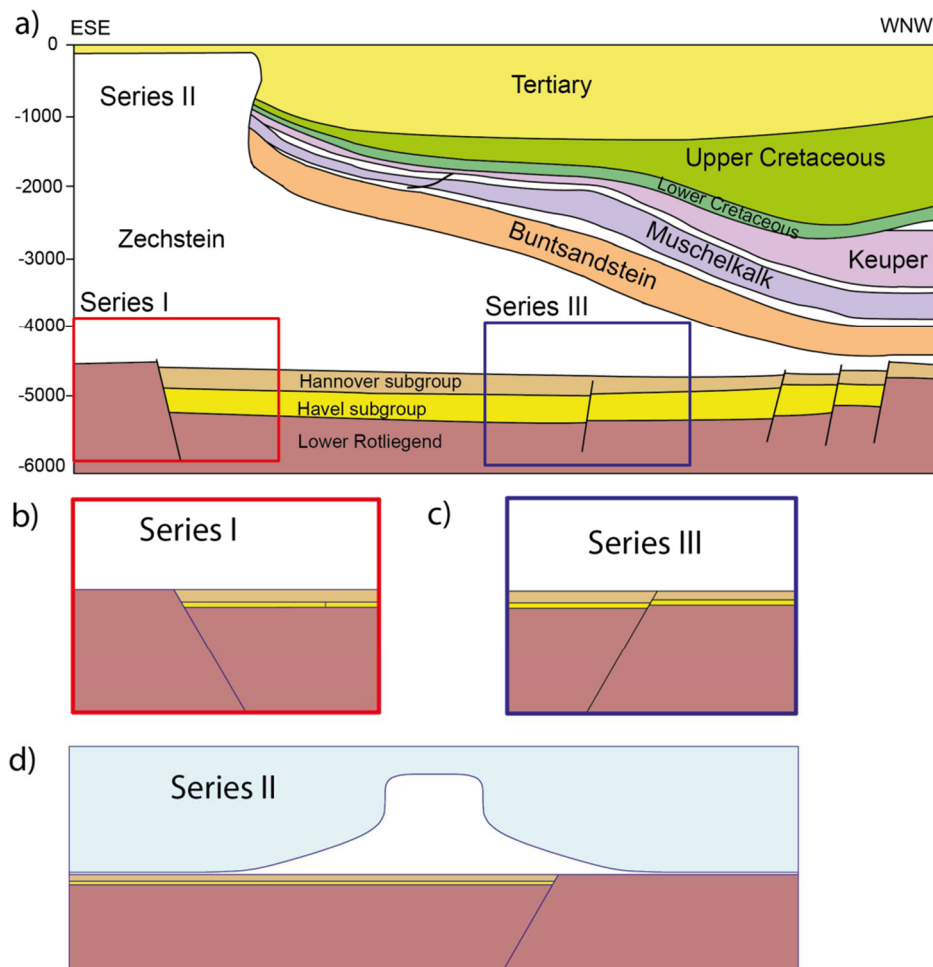 a)
ESE
WNW
0
-1000
-2000
-3000
-4000
-5000
-6000
Series II
Tertiary
Upper Cretaceous
Lower Cretaceous
Keuper
Muschelkalk
Buntsandstein
Zechstein
Series I
Series III
Hannover subgroup
Havel subgroup
Lower Rotliegend
b)
Series I
c)
Series III
d)
Series II